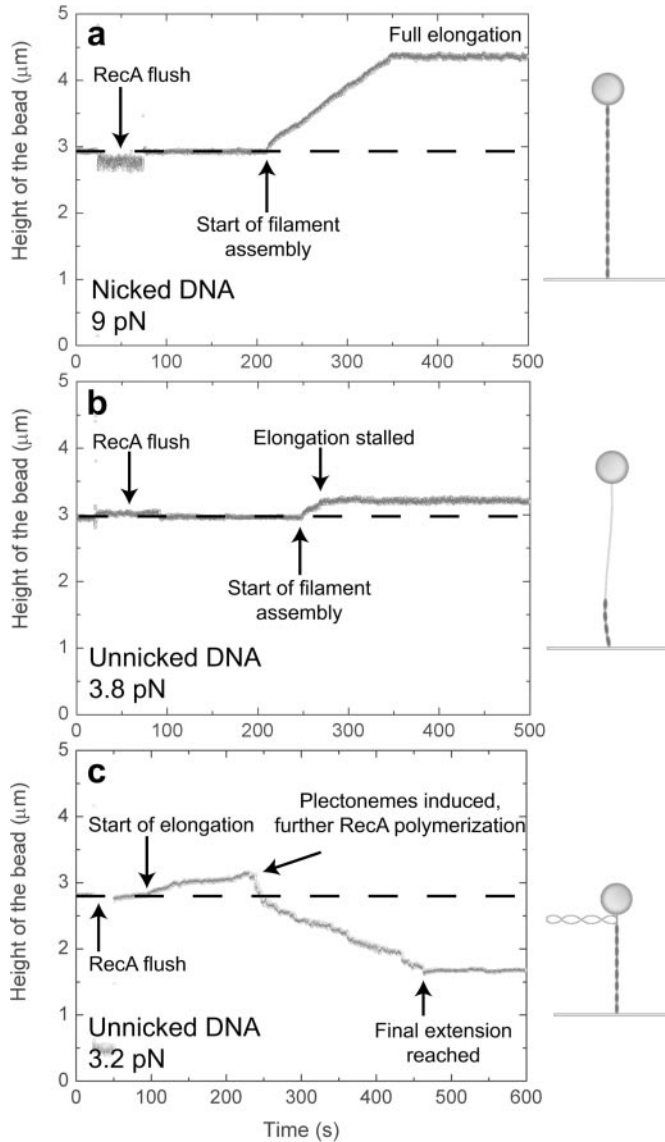 a
Full elongation
RecA flush
Start of filament
assembly
Nicked DNA
9 pN
Height of the bead (μm)
5
4
3
2
1
0
0 100 200 300 400 500
b
RecA flush
Elongation stalled
Start of filament
assembly
Unnicked DNA
3.8 pN
Height of the bead (μm)
5
4
3
2
1
0
0 100 200 300 400 500
c
Plectonemes induced,
further RecA polymerization
Start of elongation
RecA flush
Final extension
reached
Unnicked DNA
3.2 pN
Height of the bead (μm)
5
4
3
2
1
0
0 100 200 300 400 500 600
Time (s)